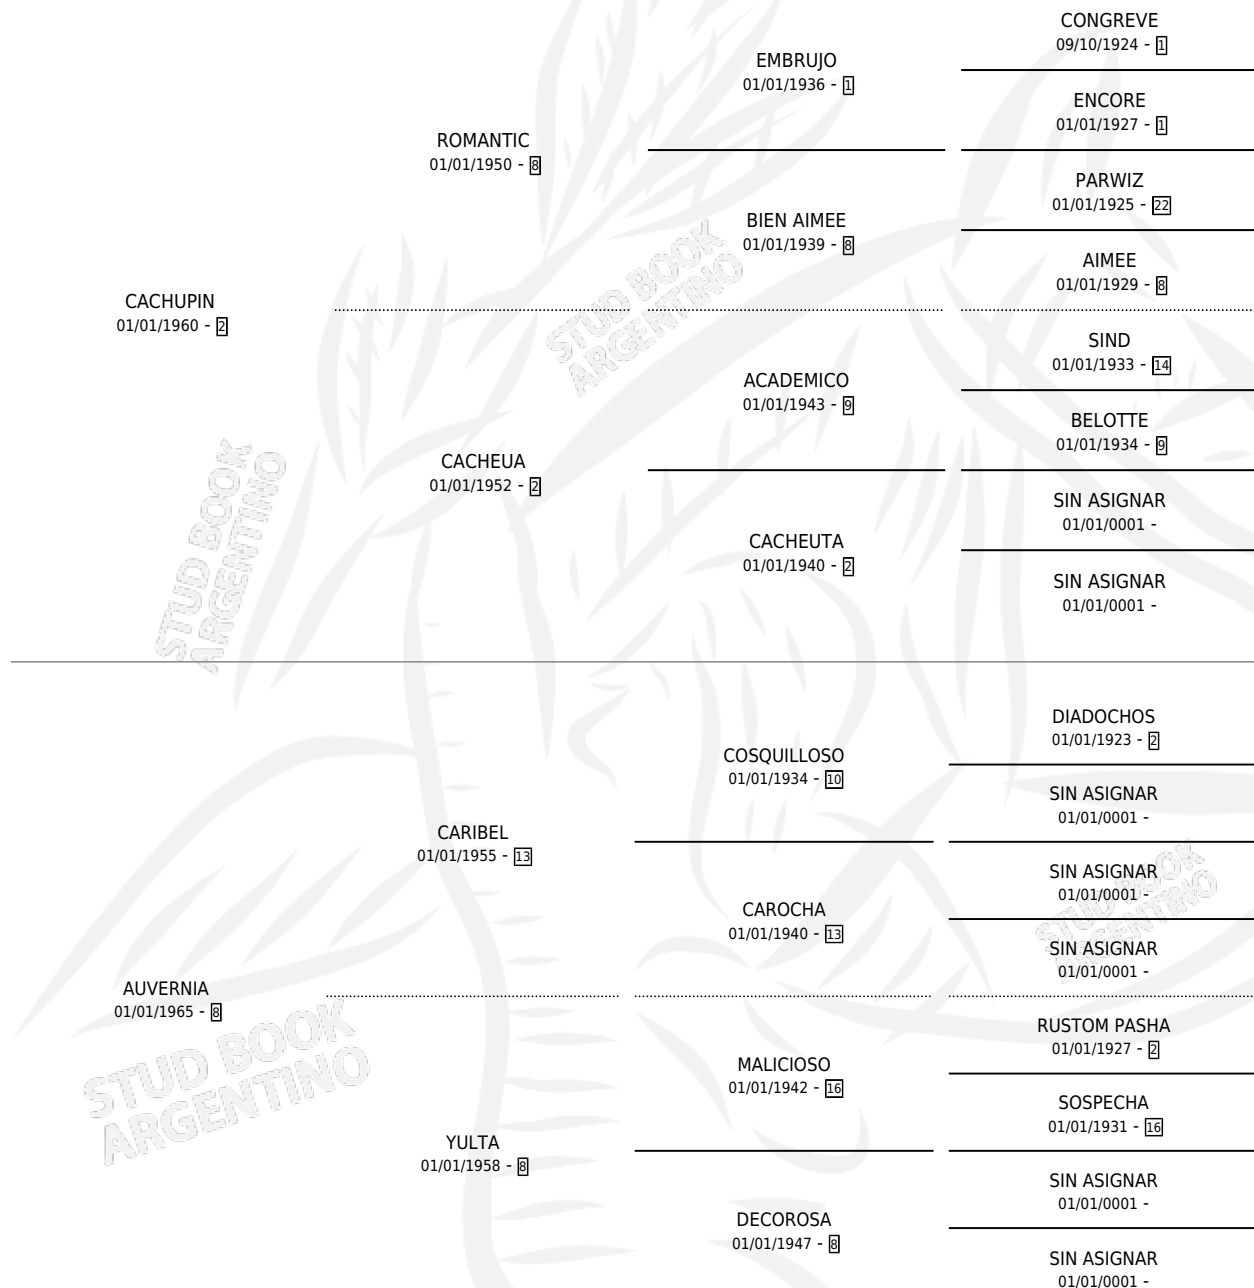 CONGREVE
09/10/1924 - 1
EMBRUJO
01/01/1936 - 1
ENCORE
01/01/1927 - 1
ROMANTIC
01/01/1950 - 8
PARWIZ
01/01/1925 - 22
BIEN AIMEE
01/01/1939 - 8
AIMEE
01/01/1929 - 8
CACHUPIN
01/01/1960 - 2
SIND
01/01/1933 - 14
ACADEMICO
01/01/1943 - 9
BELOTTE
01/01/1934 - 9
CACHEUA
01/01/1952 - 2
SIN ASIGNAR
01/01/0001 -
CACHEUTA
01/01/1940 - 2
SIN ASIGNAR
01/01/0001 -
DIADOCHOS
01/01/1923 - 2
COSQUILLOSO
01/01/1934 - 10
SIN ASIGNAR
01/01/0001 -
CARIBEL
01/01/1955 - 13
SIN ASIGNAR
01/01/0001 -
CAROCHA
01/01/1940 - 13
SIN ASIGNAR
01/01/0001 -
AUVERNIA
01/01/1965 - 8
RUSTOM PASHA
01/01/1927 - 2
MALICIOSO
01/01/1942 - 16
SOSPECHA
01/01/1931 - 16
YULTA
01/01/1958 - 8
SIN ASIGNAR
01/01/0001 -
DECOROSA
01/01/1947 - 8
SIN ASIGNAR
01/01/0001 -
STUD BOOK
ARGENTINO
STUD BOOK
ARGENTINO
STUD BOOK
ARGENTINO
STUD BOOK
ARGENTINO